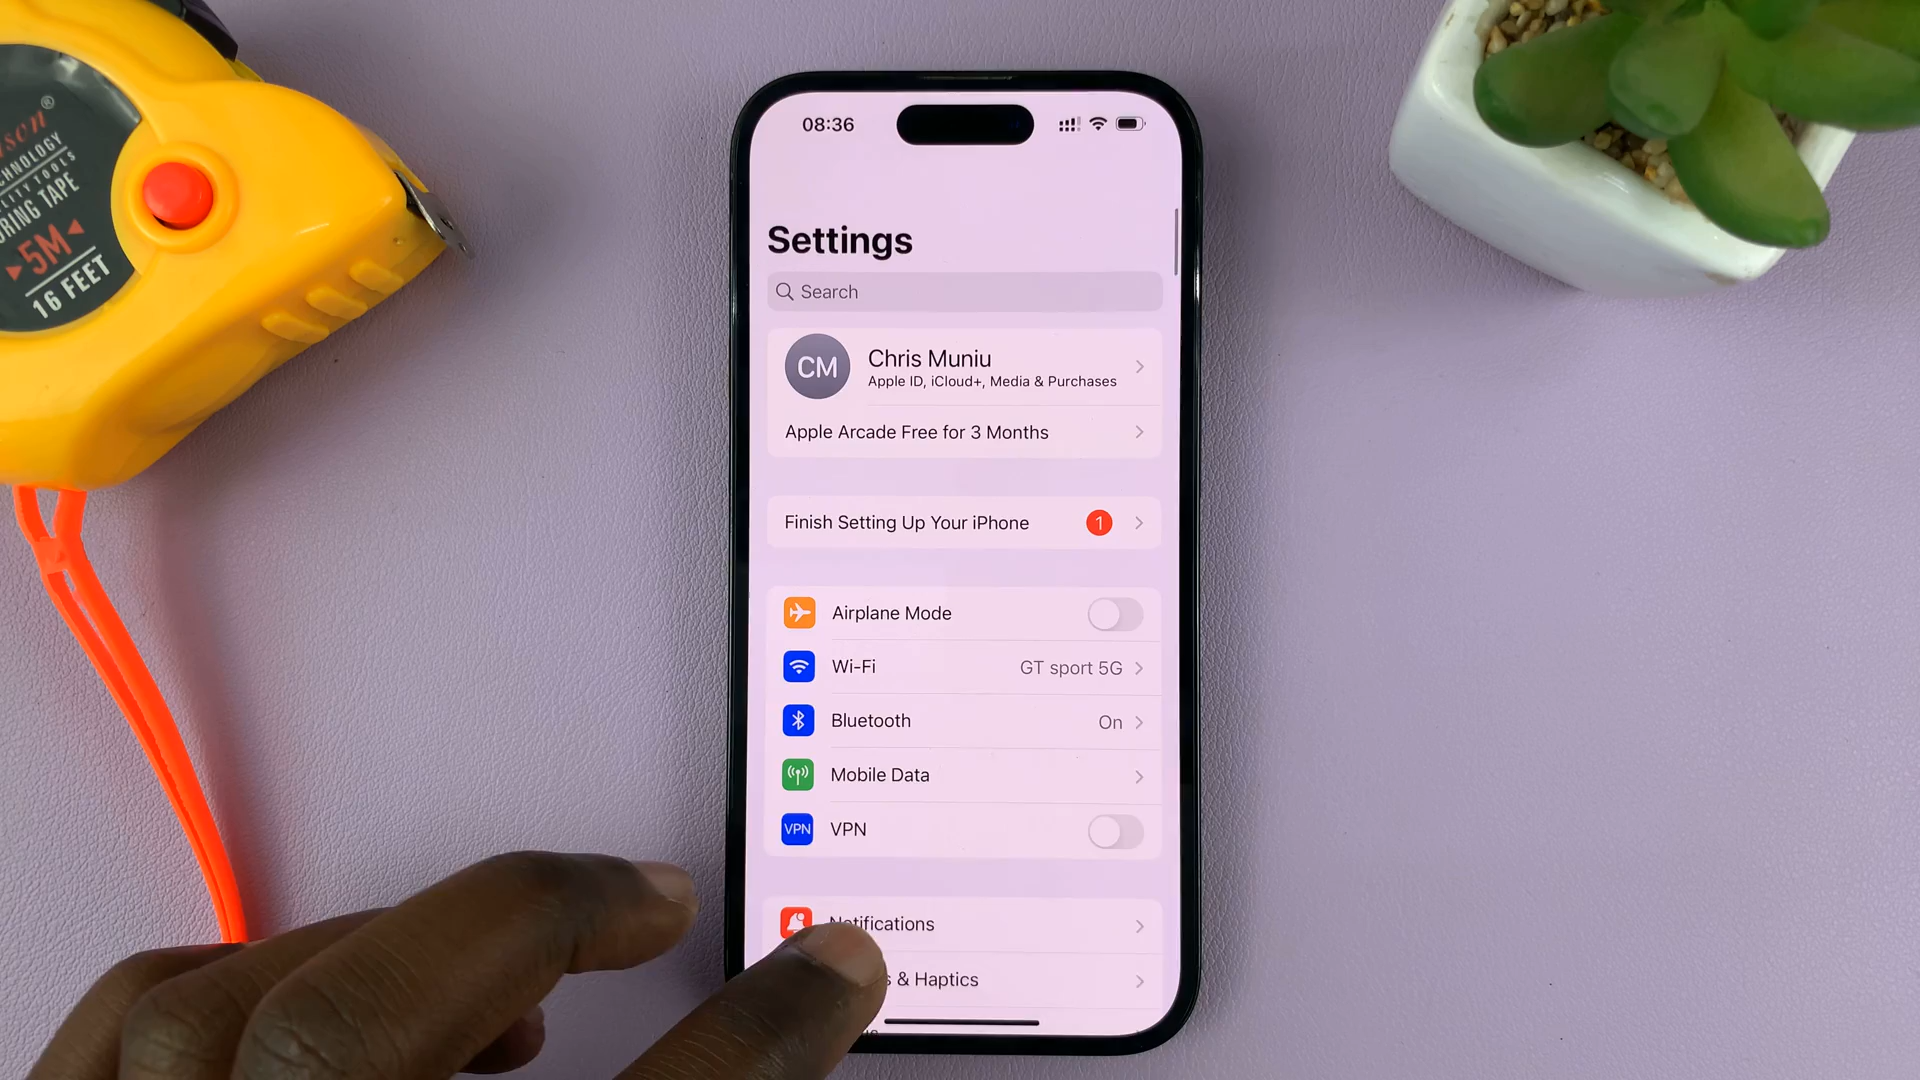 08:36
Settings
Search
CM
Chris Muniu
Apple ID, iCloud+, Media & Purchases
Apple Arcade Free for 3 Months
Finish Setting Up Your iPhone 1
Airplane Mode
Wi-Fi GT sport 5G
Bluetooth On
Mobile Data
VPN VPN
Notifications
& Haptics
5M
16 FEET
TAPE